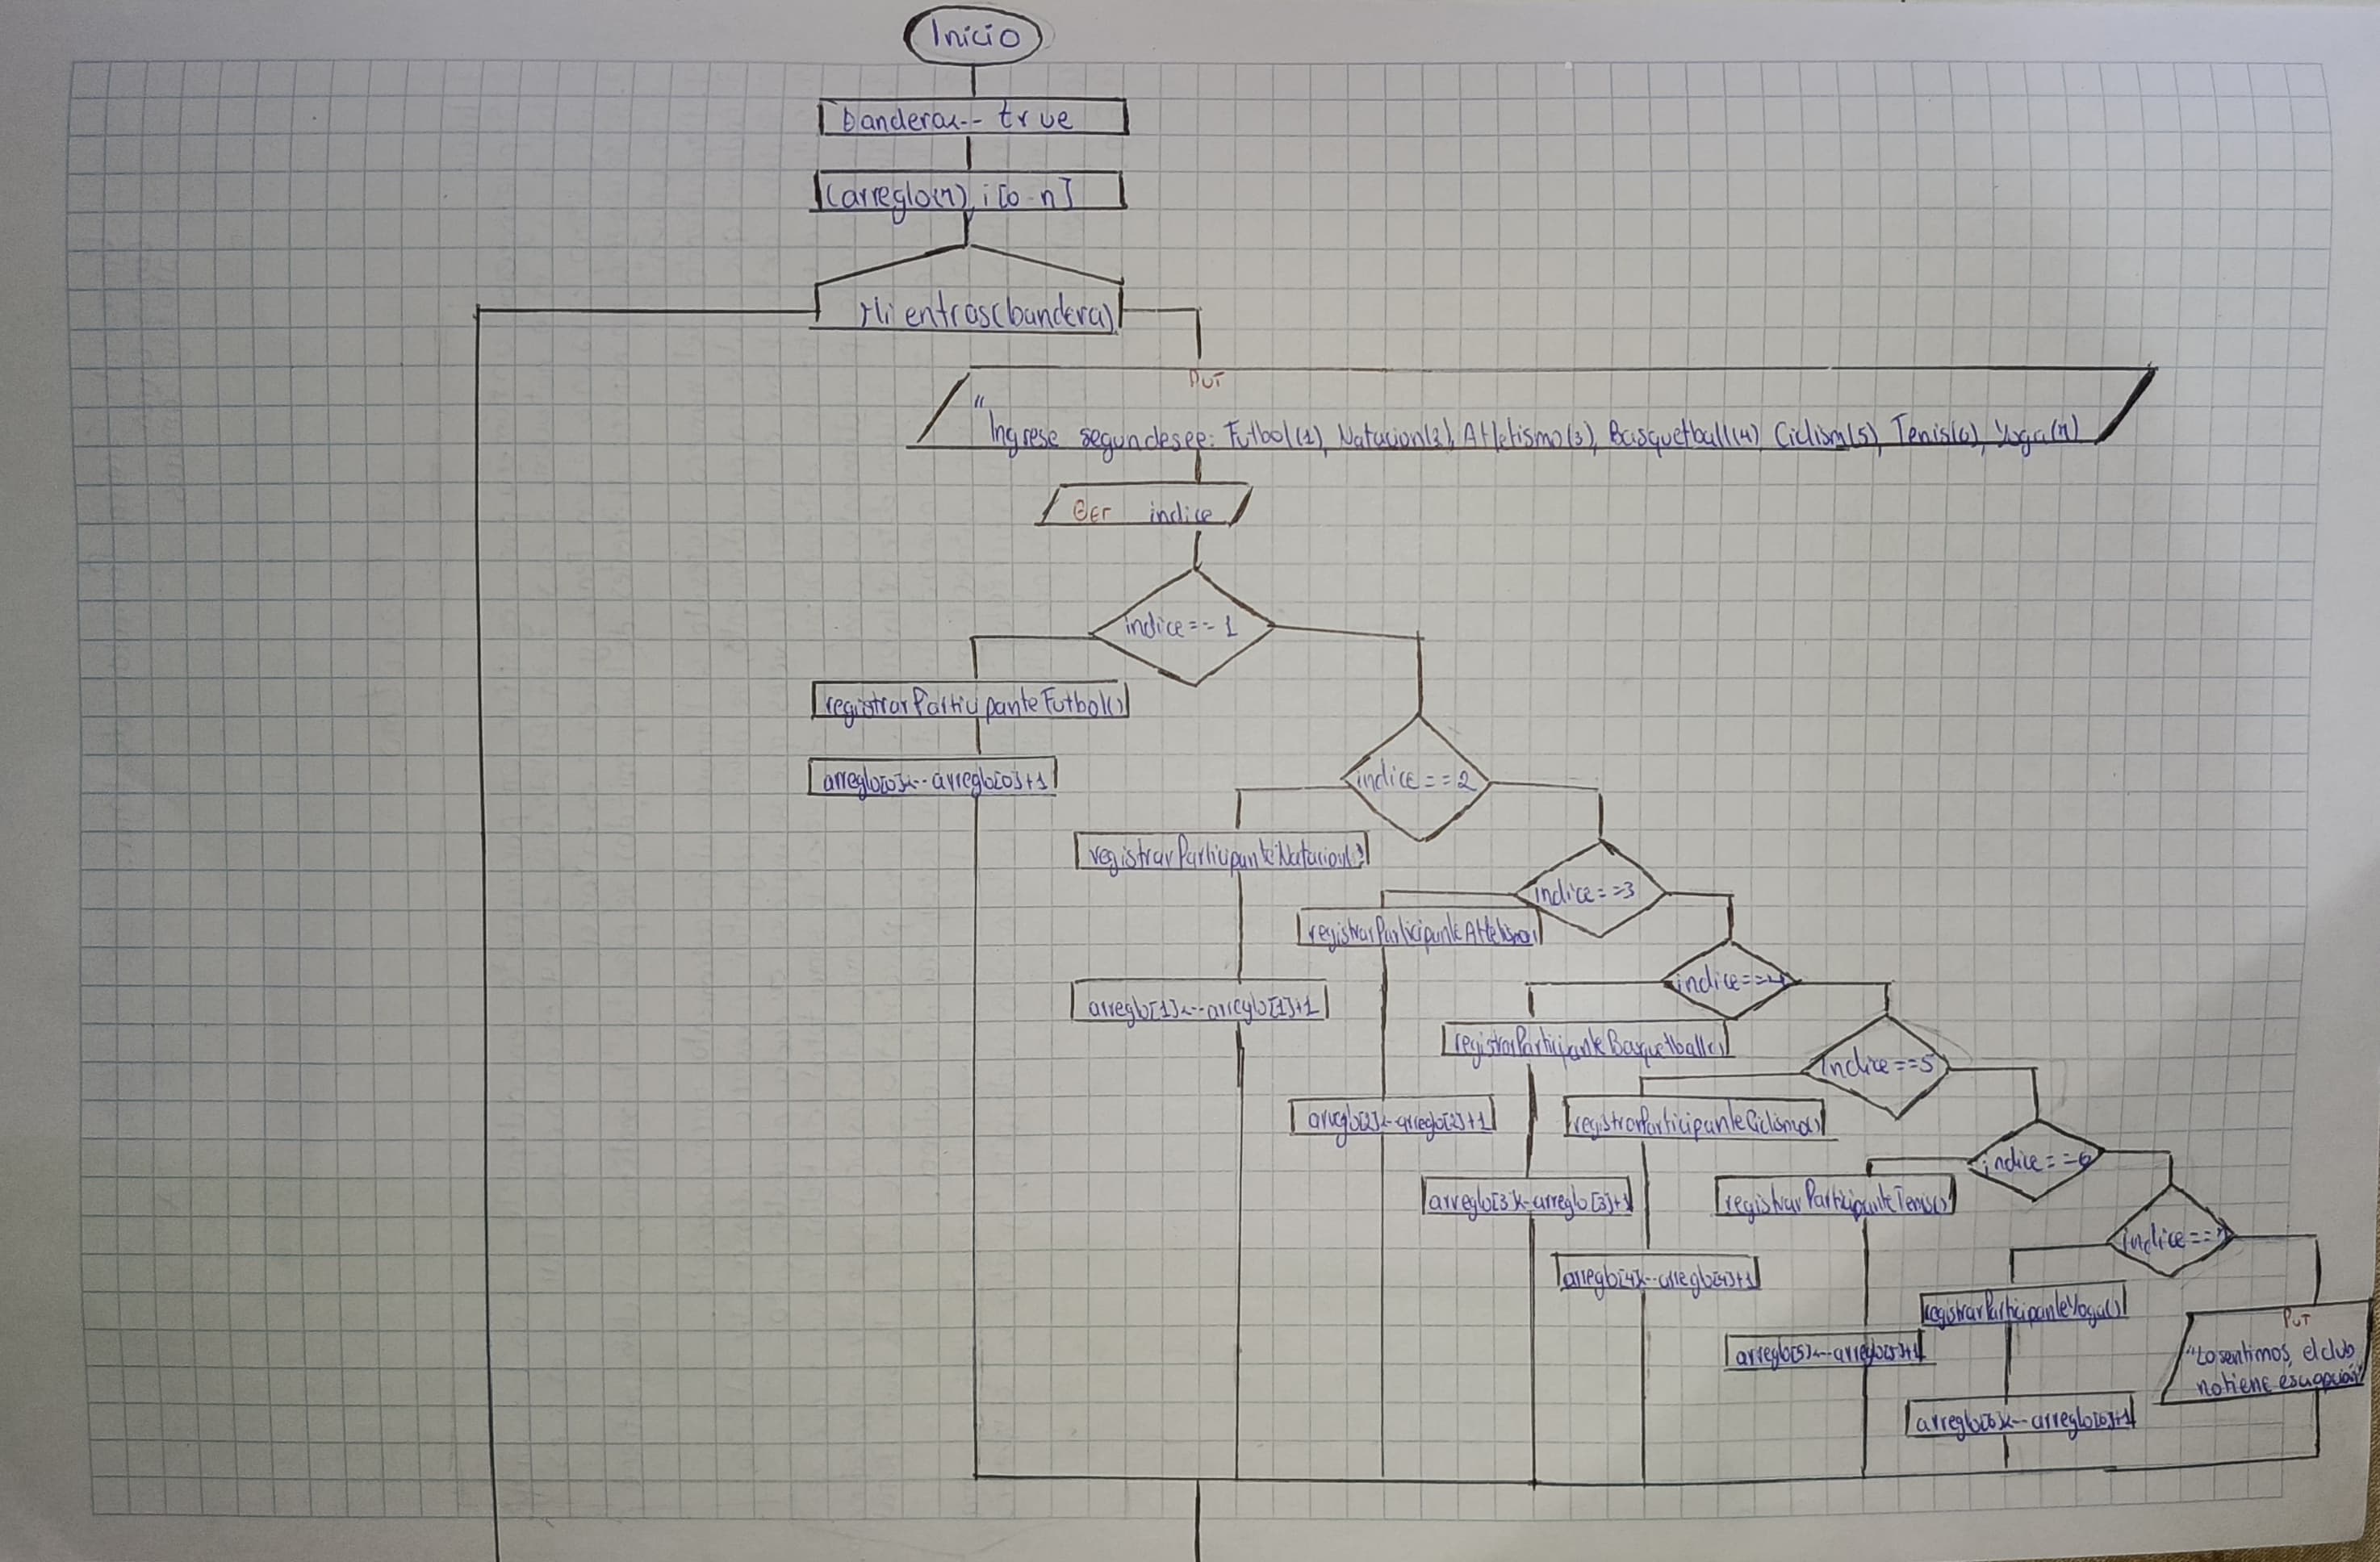 Inicio
bandera<-- true
(arreglo(7), i[0-n]
Mientras(bandera)
PUT
"Ingrese segun desee: Futbol(1), Natacion(2), Atletismo(3), Basquetball(4), Ciclism(5), Tenis(6), Yoga(7)
GET indice
indice==1
registrarParticipanteFutbol()
arreglo[0]<--arreglo[0]+1
indice==2
registrarParticipanteNatacion()
arreglo[1]<--arreglo[1]+1
indice==3
registrarParticipanteAtletismo()
arreglo[2]<-arreglo[2]+1
indice==4
registrarParticipanteBasquetball()
arreglo[3]<-arreglo[3]+1
indice==5
registrarParticipanteCiclismo()
arreglo[4]<--arreglo[4]+1
indice==6
registrarParticipanteTenis()
arreglo[5]<--arreglo[5]+1
indice==7
registrarParticipanteYoga()
arreglo[6]<--arreglo[6]+1
PUT
"Lo sentimos, el club
no tiene esa opción"